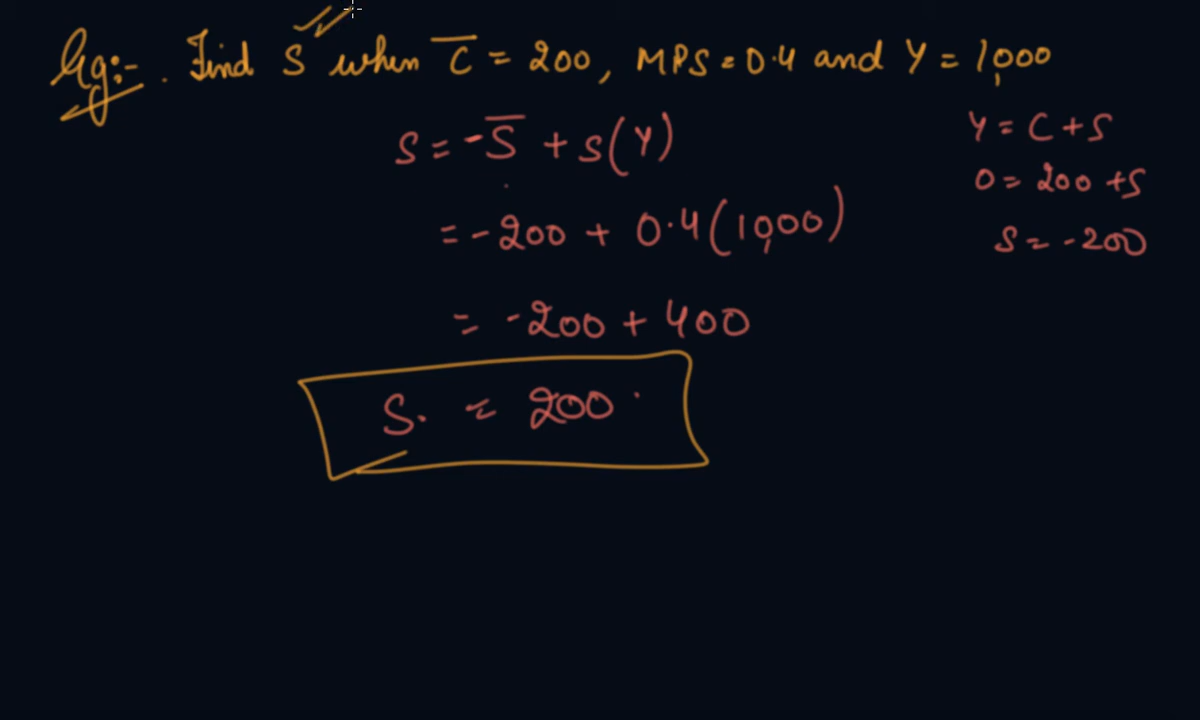 Eg:- . Find S when C̅ = 200, MPS = 0.4 and Y = 1,000
S = -S̅ + s(Y)
= -200 + 0.4(1,000)
= -200 + 400
S. = 200
Y = C + S
0 = 200 + S
S = -200